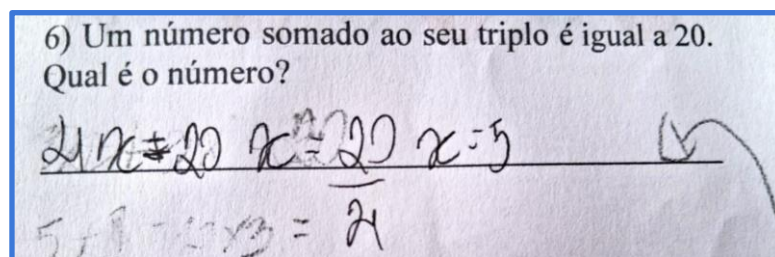 6) Um número somado ao seu triplo é igual a 20.
Qual é o número?
4x=20 x=20/4 x=5